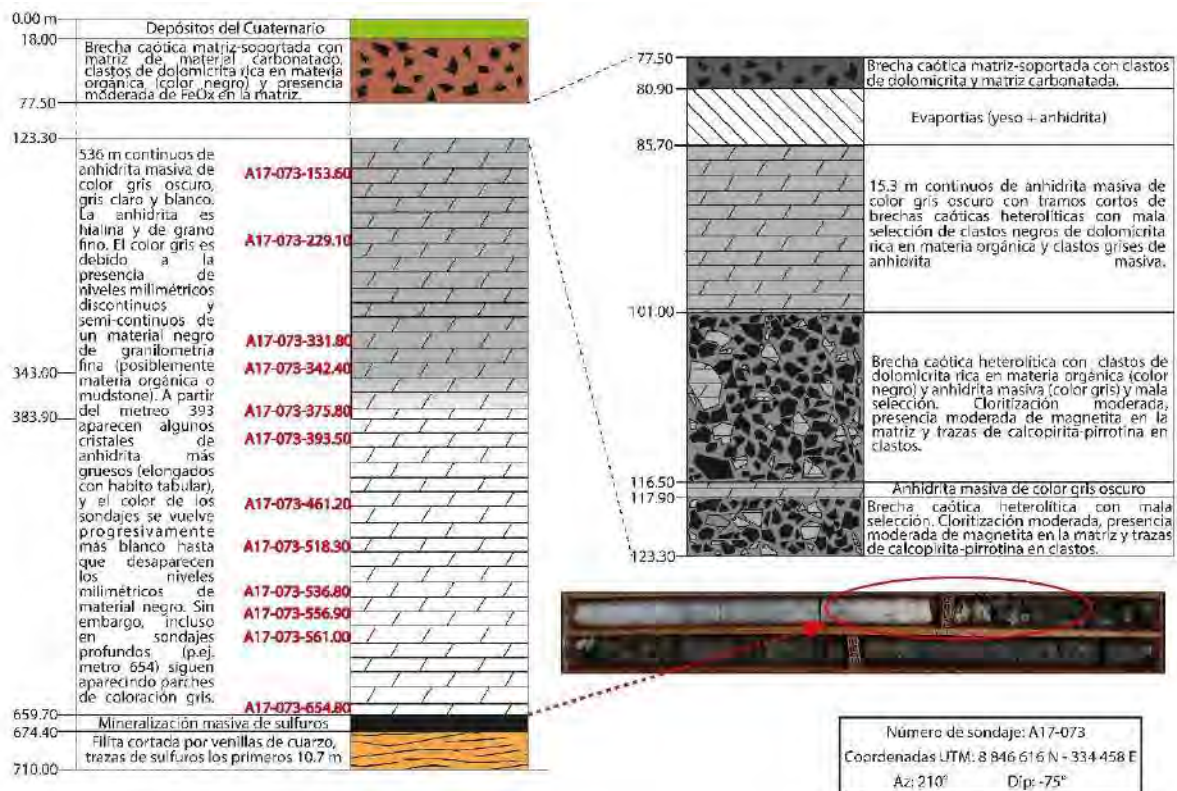 0.00 m
Depósitos del Cuaternario
18.00
Brecha caótica matriz-soportada con
matriz de material carbonatado,
clastos de dolomicrita rica en materia
orgánica (color negro) y presencia
moderada de FeOx en la matriz.
77.50
123.30
536 m continuos de
anhidrita masiva de
color gris oscuro,
gris claro y blanco.
La anhidrita es
hialina y de grano
fino. El color gris es
debido a la
presencia de
niveles milimétricos
discontinuos y
semi-continuos de
un material negro
de granilometría
fina (posiblemente
materia orgánica o
mudstone). A partir
del metreo 393
aparecen algunos
cristales de
anhidrita más
gruesos (elongados
con habito tabular),
y el color de los
sondajes se vuelve
progresivamente
más blanco hasta
que desaparecen
los niveles
milimétricos de
material negro. Sin
embargo, incluso
en sondajes
profundos (p.ej.
metro 654) siguen
apareciendo parches
de coloración gris.
A17-073-153.60
A17-073-229.10
A17-073-331.80
A17-073-342.40
A17-073-375.80
A17-073-393.50
A17-073-461.20
A17-073-518.30
A17-073-536.80
A17-073-556.90
A17-073-561.00
A17-073-654.80
343.00
383.90
659.70
Mineralización masiva de sulfuros
674.40
Filita cortada por venillas de cuarzo,
trazas de sulfuros los primeros 10.7 m
710.00
77.50
Brecha caótica matriz-soportada con clastos
de dolomicrita y matriz carbonatada.
80.90
Evaportías (yeso + anhidrita)
85.70
15.3 m continuos de anhidrita masiva de
color gris oscuro con tramos cortos de
brechas caóticas heterolíticas con mala
selección de clastos negros de dolomicrita
rica en materia orgánica y clastos grises de
anhidrita masiva.
101.00
Brecha caótica heterolítica con clastos de
dolomicrita rica en materia orgánica (color
negro) y anhidrita masiva (color gris) y mala
selección. Cloritización moderada,
presencia moderada de magnetita en la
matriz y trazas de calcopirita-pirrotina en
clastos.
116.50
Anhidrita masiva de color gris oscuro
117.90
Brecha caótica heterolítica con mala
selección. Cloritización moderada, presencia
moderada de magnetita en la matriz y trazas
de calcopirita-pirrotina en clastos.
123.30
Número de sondaje: A17-073
Coordenadas UTM: 8 846 616 N - 334 458 E
Az: 210° Dip: -75°